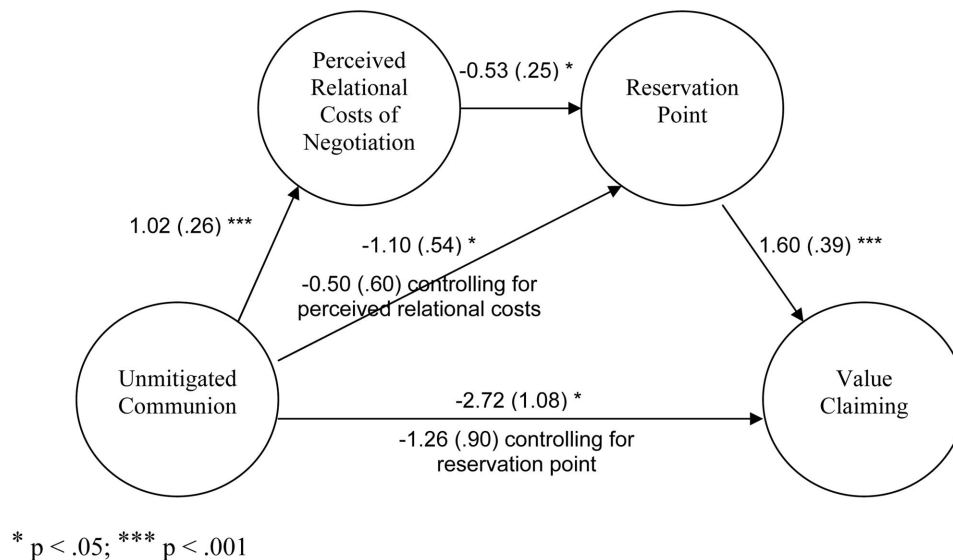 Perceived
Relational
Costs of
Negotiation
-0.53 (.25) *
Reservation
Point
1.02 (.26) ***
-1.10 (.54) *
-0.50 (.60) controlling for
perceived relational costs
1.60 (.39) ***
Unmitigated
Communion
-2.72 (1.08) *
-1.26 (.90) controlling for
reservation point
Value
Claiming
* p < .05; *** p < .001